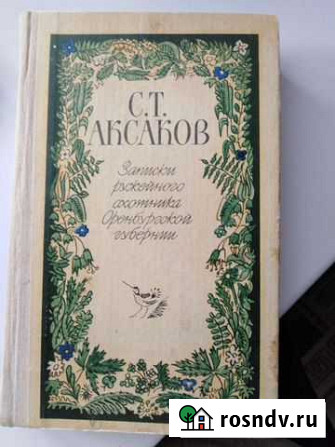 С.Т.
АКСАКОВ
Записки
ружейного
охотника
Оренбургской
губернии
rosndv.ru